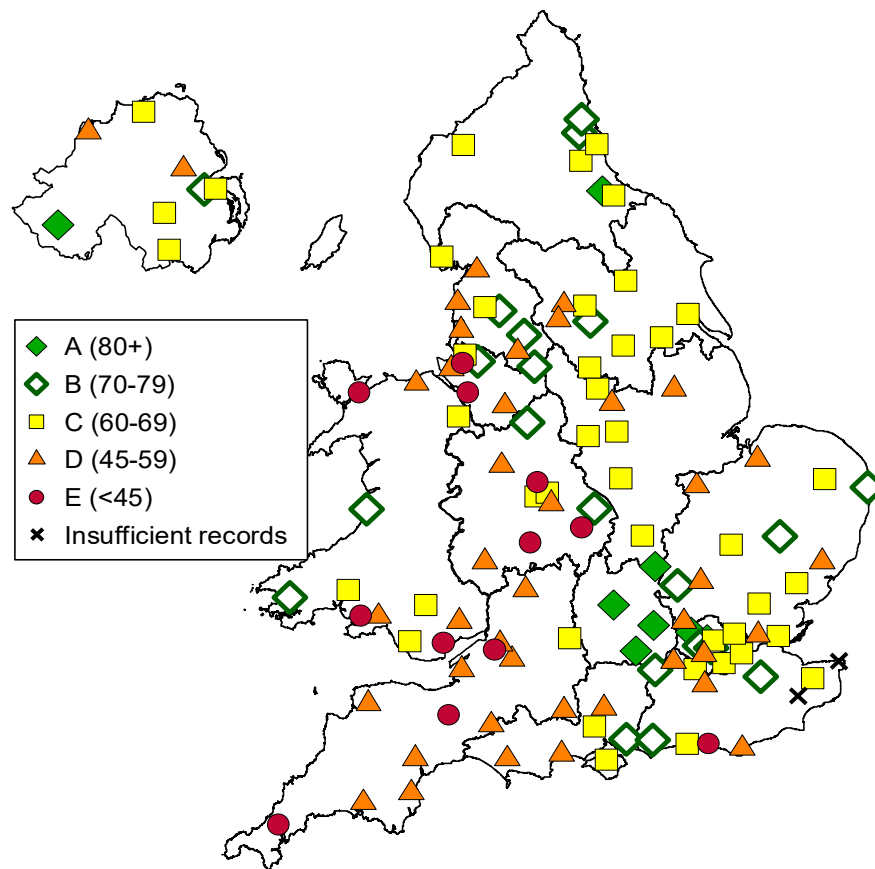 A (80+)
B (70-79)
C (60-69)
D (45-59)
E (<45)
Insufficient records